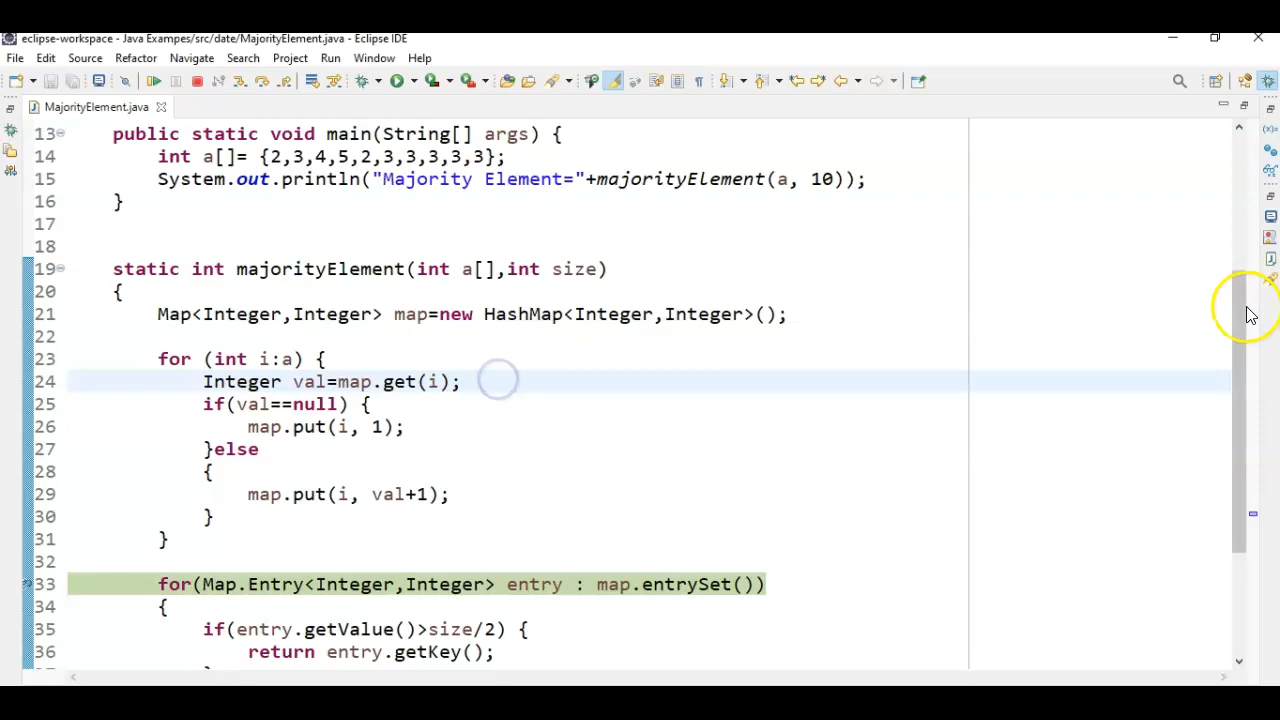 eclipse-workspace - Java Exampes/src/date/MajorityElement.java - Eclipse IDE
File Edit Source Refactor Navigate Search Project Run Window Help
MajorityElement.java
13 public static void main(String[] args) {
14 int a[]= {2,3,4,5,2,3,3,3,3,3};
15 System.out.println("Majority Element="+majorityElement(a, 10));
16 }
17
18
19 static int majorityElement(int a[],int size)
20 {
21 Map<Integer,Integer> map=new HashMap<Integer,Integer>();
22
23 for (int i:a) {
24 Integer val=map.get(i);
25 if(val==null) {
26 map.put(i, 1);
27 }else
28 {
29 map.put(i, val+1);
30 }
31 }
32
33 for(Map.Entry<Integer,Integer> entry : map.entrySet())
34 {
35 if(entry.getValue()>size/2) {
36 return entry.getKey();